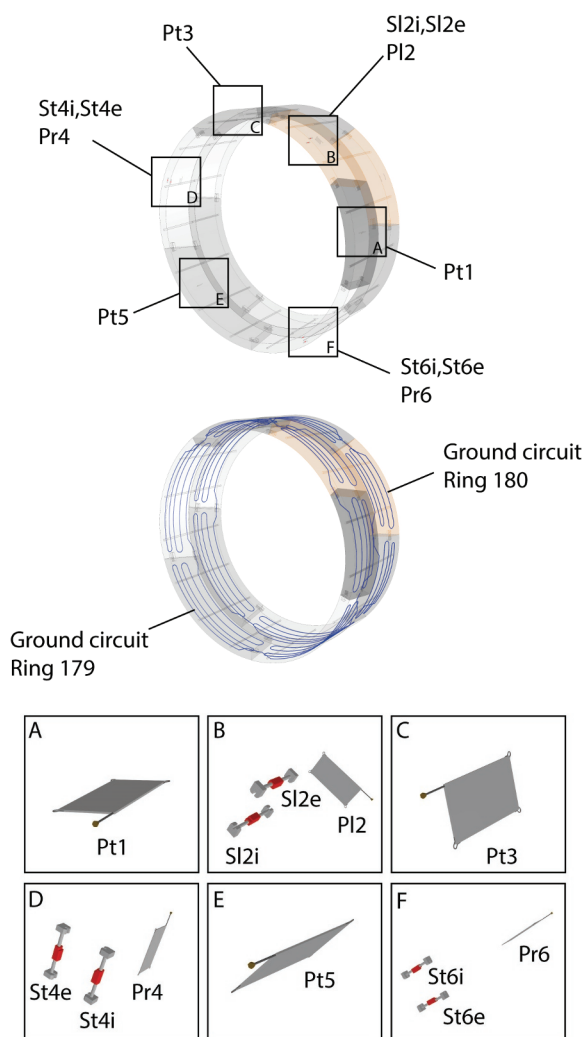 Pt3
Sl2i,Sl2e
Pl2
St4i,St4e
Pr4
C
B
D
A
Pt1
E
Pt5
F
St6i,St6e
Pr6
Ground circuit
Ring 180
Ground circuit
Ring 179
A
Pt1
B
Sl2e
Sl2i
Pl2
C
Pt3
D
St4e
St4i
Pr4
E
Pt5
F
Pr6
St6i
St6e